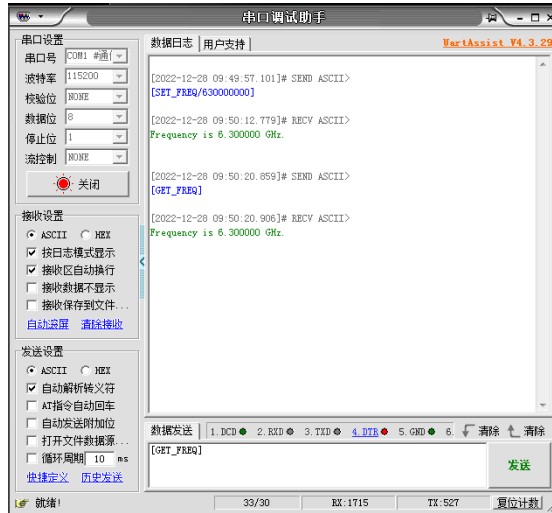 串口调试助手
串口设置
串口号 COM1 #通(
波特率 115200
校验位 NONE
数据位 8
停止位 1
流控制 NONE
关闭
接收设置
ASCII HEX
按日志模式显示
接收区自动换行
接收数据不显示
接收保存到文件...
自动滚屏 清除接收
发送设置
ASCII HEX
自动解析转义符
AT指令自动回车
自动发送附加位
打开文件数据源...
循环周期 10 ms
快捷定义 历史发送
数据日志 用户支持 UartAssist V4.3.29
[2022-12-28 09:49:57.101]# SEND ASCII>
[SET_FREQ/630000000]
[2022-12-28 09:50:12.779]# RECV ASCII>
Frequency is 6.300000 GHz.
[2022-12-28 09:50:20.859]# SEND ASCII>
[GET_FREQ]
[2022-12-28 09:50:20.906]# RECV ASCII>
Frequency is 6.300000 GHz.
数据发送 1.DCD 2.RXD 3.TXD 4.DTR 5.GND 6. 清除 清除
[GET_FREQ]
发送
就绪! 33/30 RX:1715 TX:527 复位计数